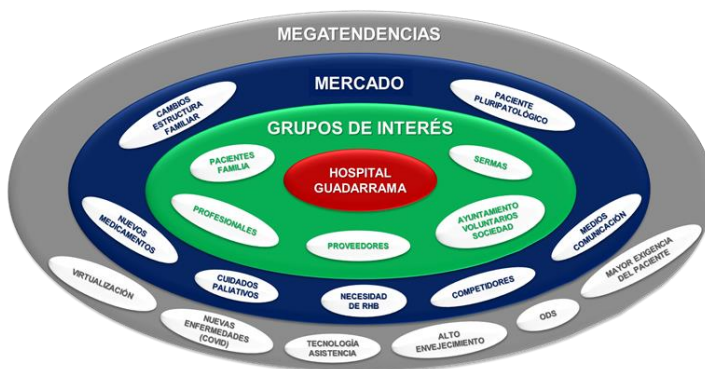 MEGATENDENCIAS
MERCADO
CAMBIOS
ESTRUCTURA
FAMILIAR
PACIENTE
PLURIPATOLÓGICO
GRUPOS DE INTERÉS
PACIENTES
FAMILIA
HOSPITAL
GUADARRAMA
SERMAS
PROFESIONALES
PROVEEDORES
AYUNTAMIENTO
VOLUNTARIOS
SOCIEDAD
NUEVOS
MEDICAMENTOS
CUIDADOS
PALIATIVOS
NECESIDAD
DE RHB
COMPETIDORES
MEDIOS
COMUNICACIÓN
VIRTUALIZACIÓN
NUEVAS
ENFERMEDADES
(COVID)
TECNOLOGÍA
ASISTENCIA
ALTO
ENVEJECIMIENTO
ODS
MAYOR EXIGENCIA
DEL PACIENTE